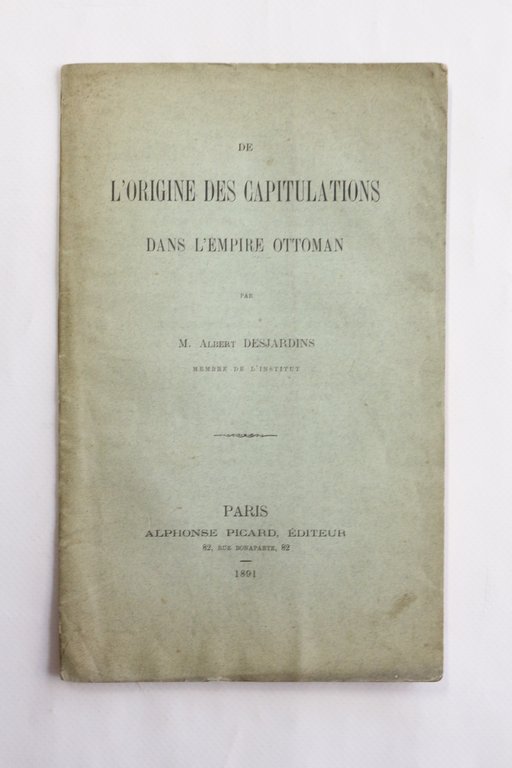 DE
L'ORIGINE DES CAPITULATIONS
DANS L'EMPIRE OTTOMAN
PAR
M. ALBERT DESJARDINS
MEMBRE DE L'INSTITUT
PARIS
ALPHONSE PICARD, ÉDITEUR
82, RUE BONAPARTE, 82
1891